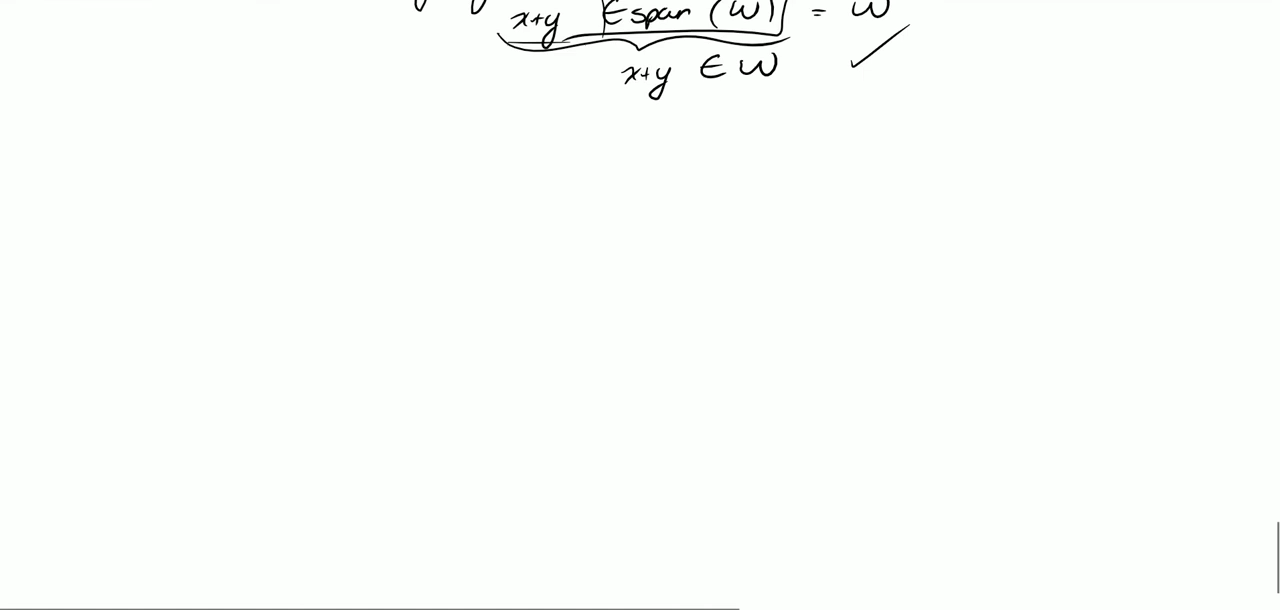 x+y ∈ span (W) = W
x+y ∈ W ✓